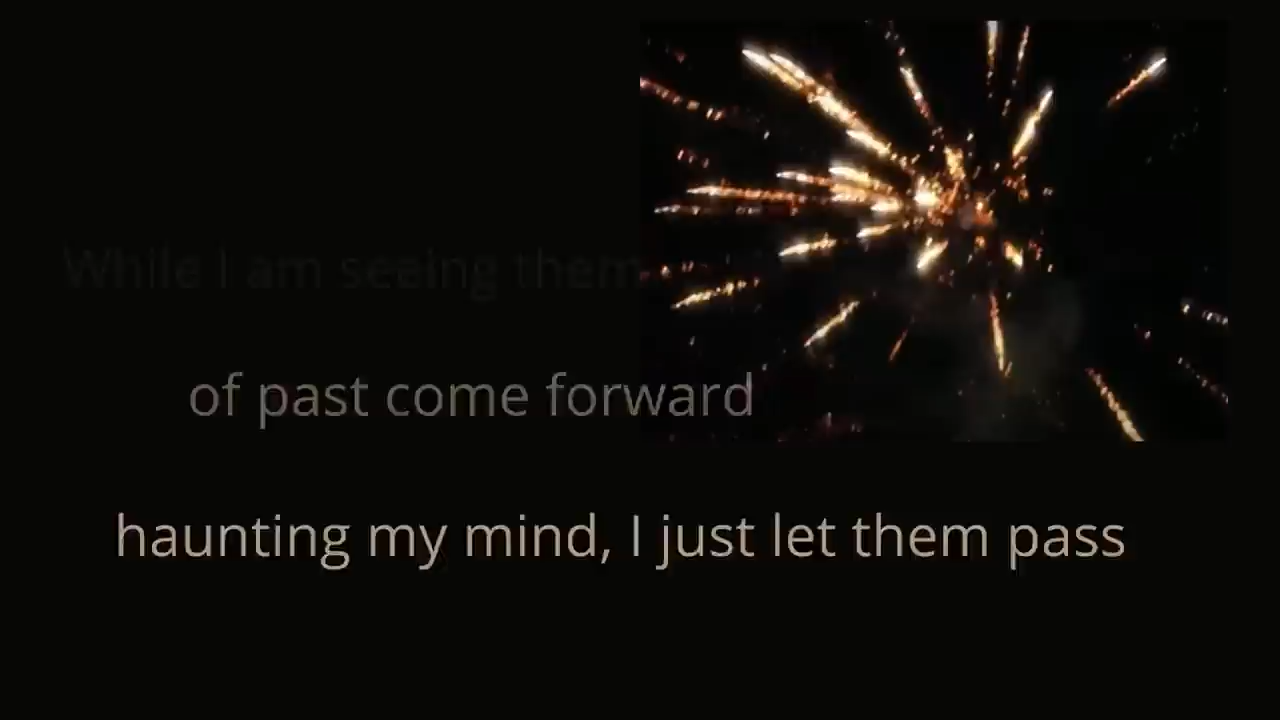 While I am seeing them
of past come forward
haunting my mind, I just let them pass